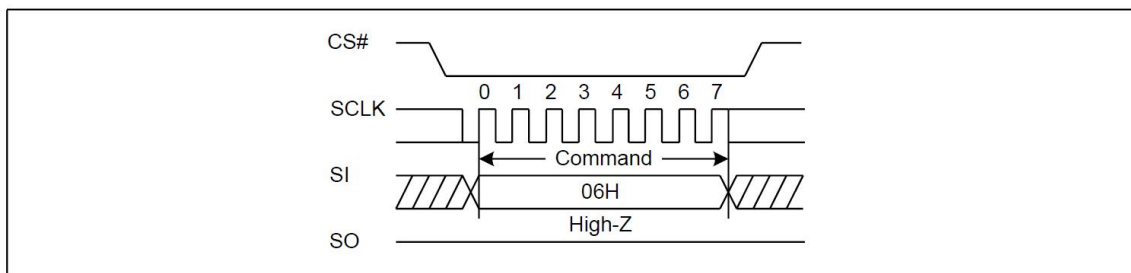 CS#
0 1 2 3 4 5 6 7
SCLK
Command
SI
06H
High-Z
SO